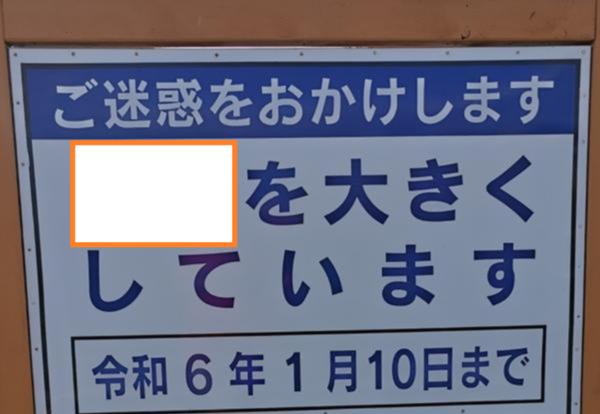 ご迷惑をおかけします
を大きく
しています
令和6年1月10日まで